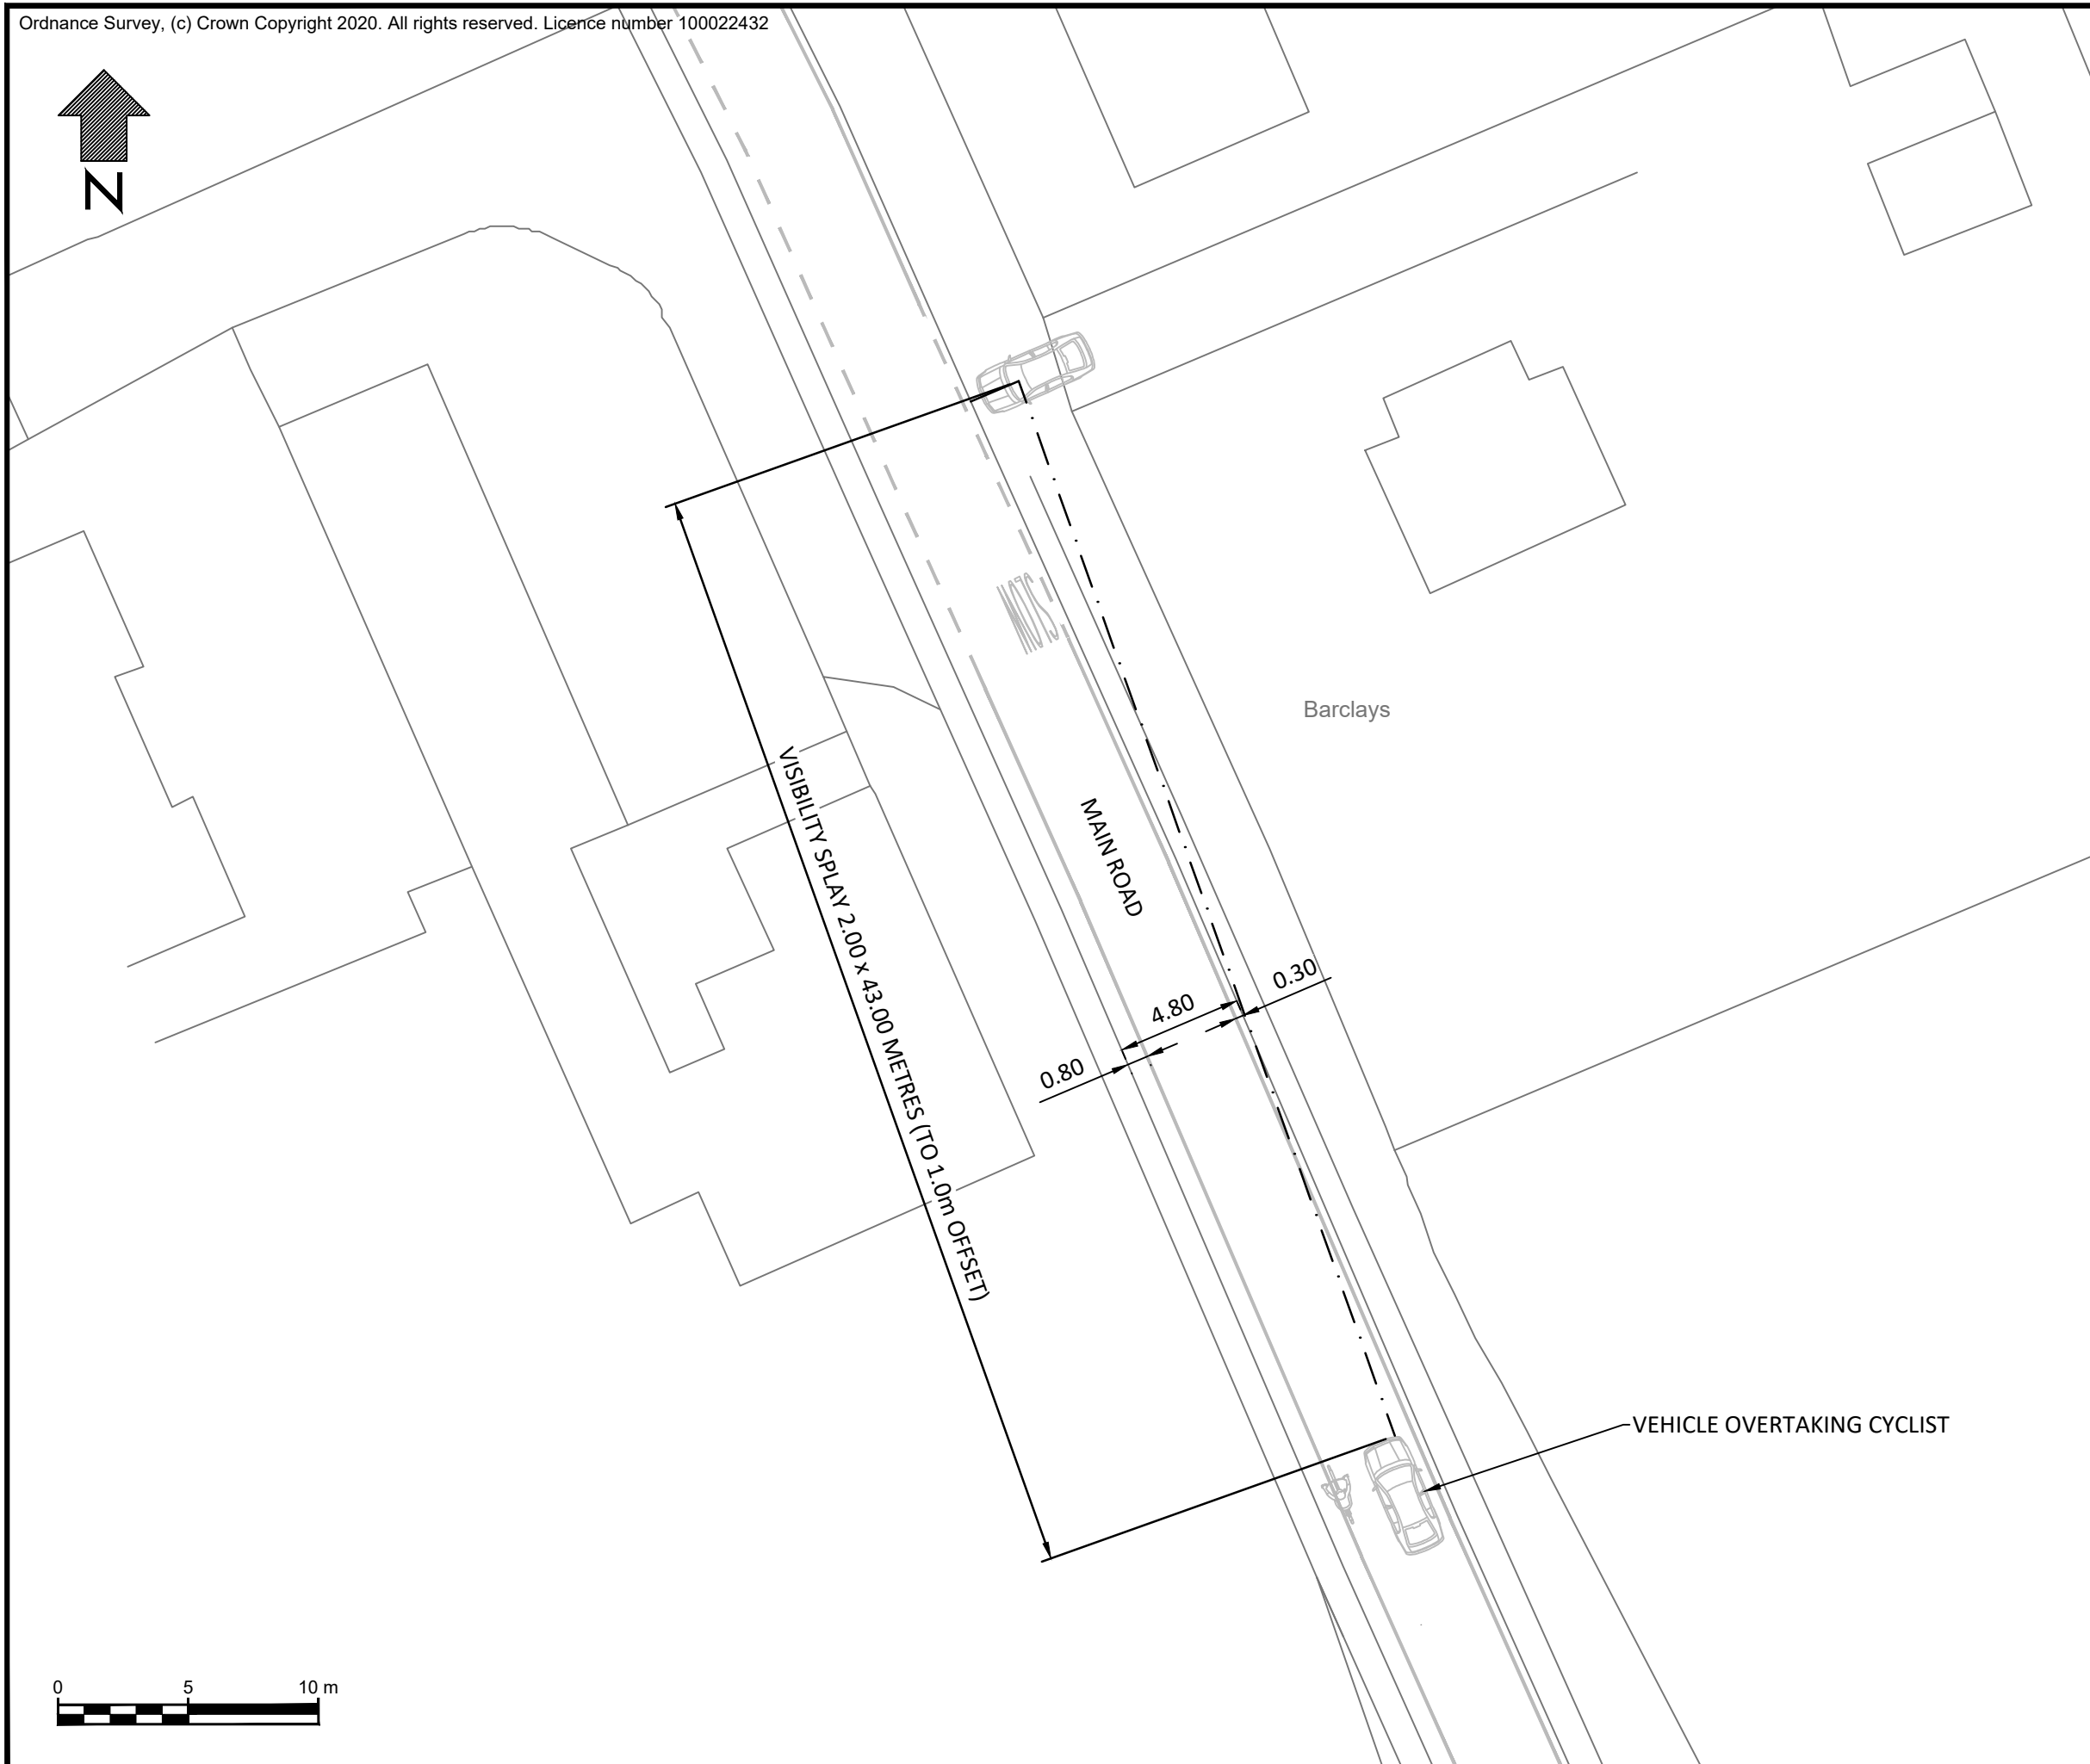 Ordnance Survey, (c) Crown Copyright 2020. All rights reserved. Licence number 100022432
N
Barclays
VISIBILITY SPLAY 2.00 x 43.00 METRES (TO 1.0m OFFSET)
MAIN ROAD
0.30
4.80
0.80
VEHICLE OVERTAKING CYCLIST
0 5 10 m